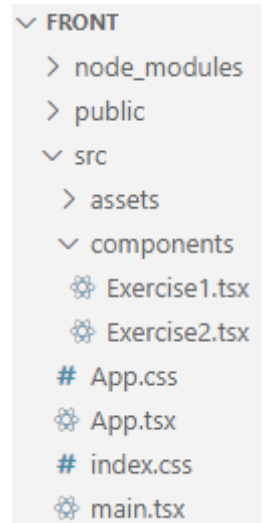 FRONT
node_modules
public
src
assets
components
Exercise1.tsx
Exercise2.tsx
# App.css
App.tsx
# index.css
main.tsx